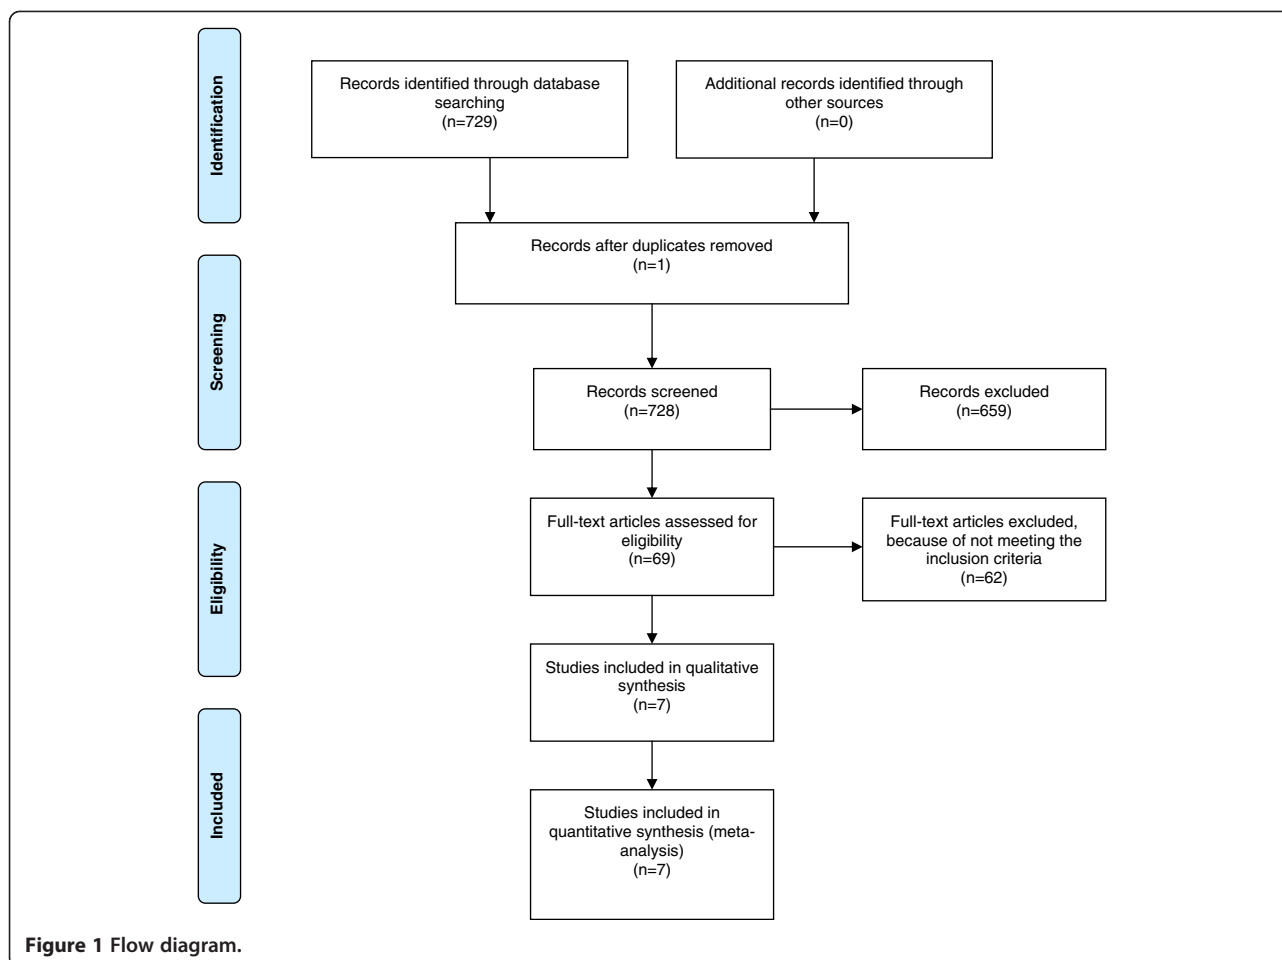 Identification
Records identified through database
searching
(n=729)
Additional records identified through
other sources
(n=0)
Records after duplicates removed
(n=1)
Screening
Records screened
(n=728)
Records excluded
(n=659)
Eligibility
Full-text articles assessed for
eligibility
(n=69)
Full-text articles excluded,
because of not meeting the
inclusion criteria
(n=62)
Studies included in qualitative
synthesis
(n=7)
Included
Studies included in
quantitative synthesis (meta-
analysis)
(n=7)
Figure 1 Flow diagram.